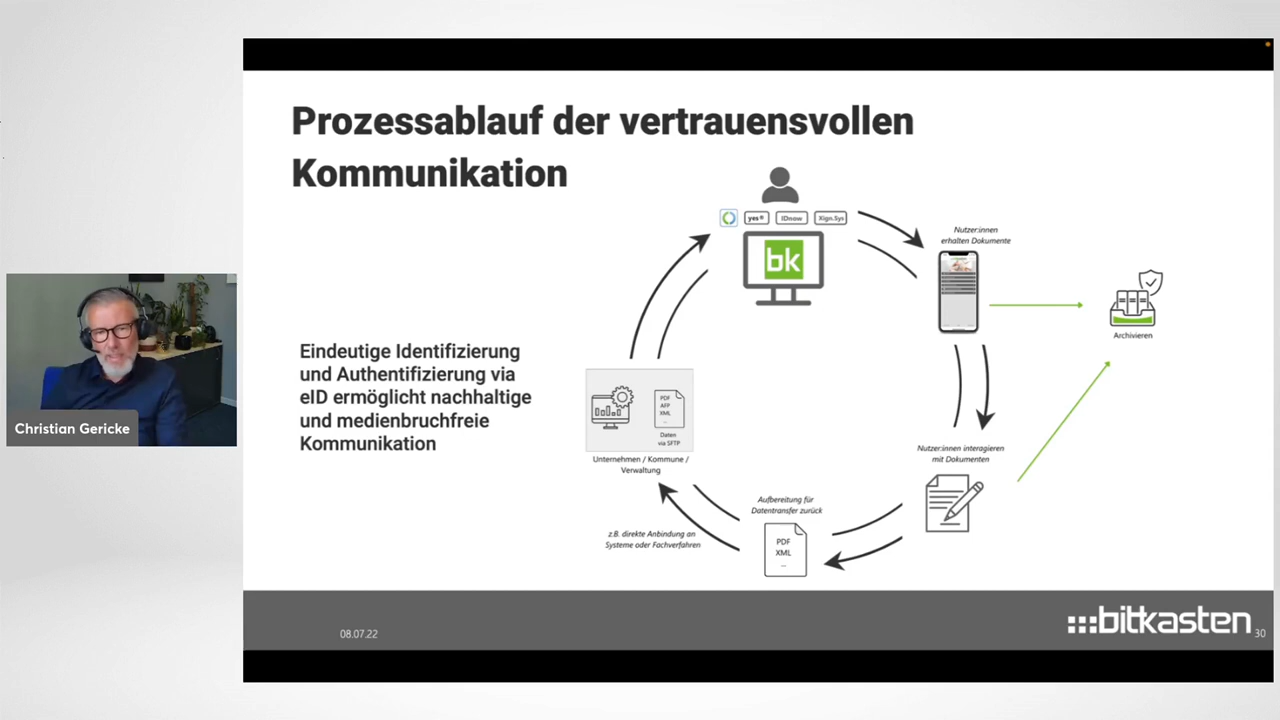 Prozessablauf der vertrauensvollen
Kommunikation
yes®
IDnow
Xign.Sys
bk
Nutzer:innen
erhalten Dokumente
Archivieren
Eindeutige Identifizierung
und Authentifizierung via
eID ermöglicht nachhaltige
und medienbruchfreie
Kommunikation
PDF
AFP
XML
...
Daten
via SFTP
Unternehmen / Kommune /
Verwaltung
Nutzer:innen interagieren
mit Dokumenten
Aufbereitung für
Datentransfer zurück
PDF
XML
...
z.B. direkte Anbindung an
Systeme oder Fachverfahren
Christian Gericke
08.07.22
bitkasten
30